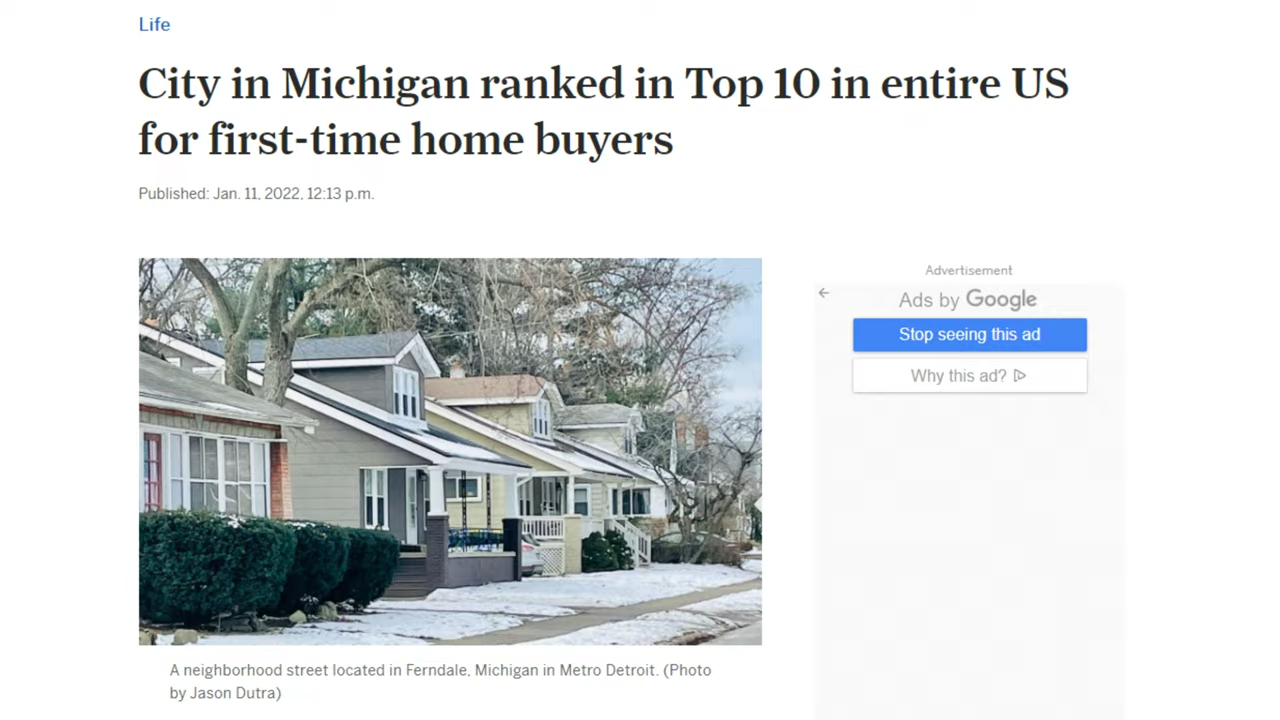 Life
City in Michigan ranked in Top 10 in entire US
for first-time home buyers
Published: Jan. 11, 2022, 12:13 p.m.
Advertisement
Ads by Google
Stop seeing this ad
Why this ad?
A neighborhood street located in Ferndale, Michigan in Metro Detroit. (Photo
by Jason Dutra)